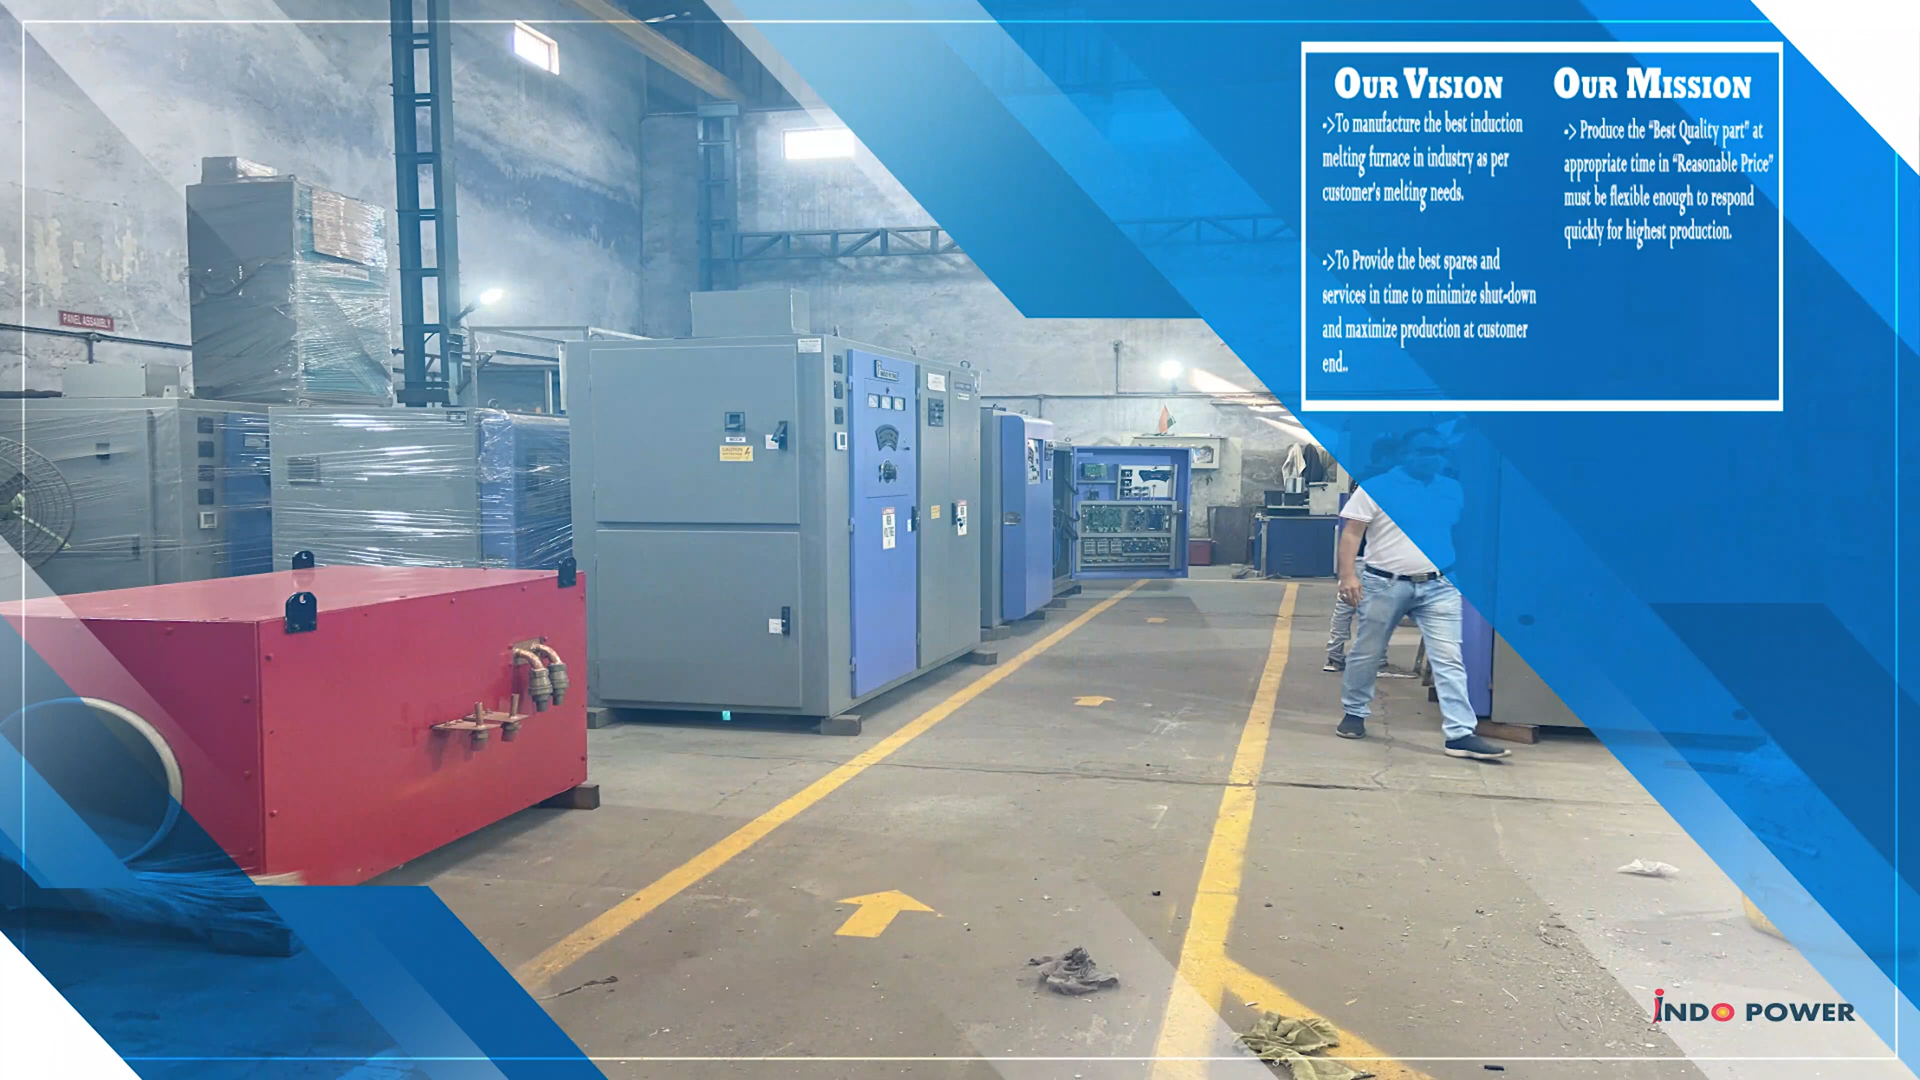 OUR VISION
->To manufacture the best induction
melting furnace in industry as per
customer's melting needs.
->To Provide the best spares and
services in time to minimize shut-down
and maximize production at customer
end..
OUR MISSION
-> Produce the "Best Quality part" at
appropriate time in "Reasonable Price"
must be flexible enough to respond
quickly for highest production.
PANEL ASSAMBLY
INDO POWER